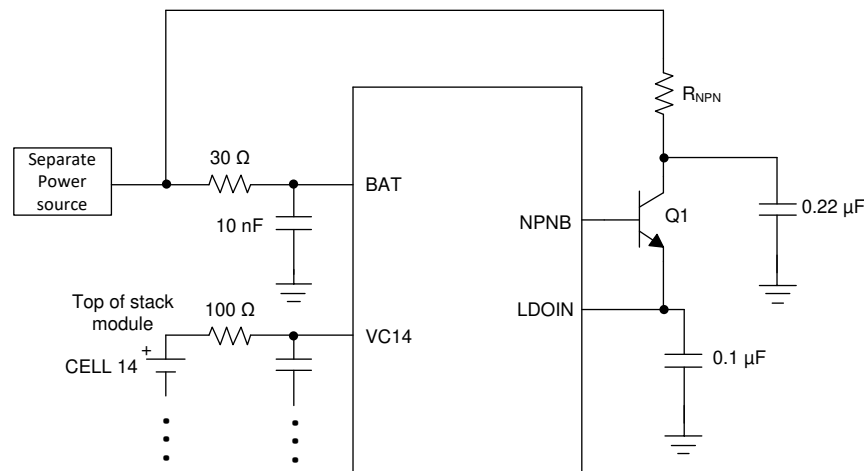 Separate
Power
source
30 Ω
10 nF
BAT
Top of stack
module
100 Ω
VC14
CELL 14
+
NPNB
LDOIN
RNPN
Q1
0.22 µF
0.1 µF